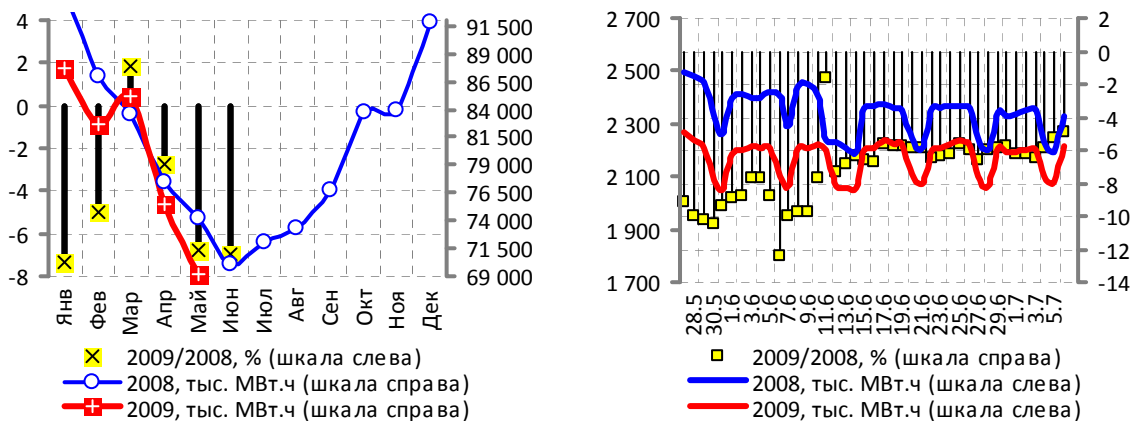 4
2
0
-2
-4
-6
-8
91 500
89 000
86 500
84 000
81 500
79 000
76 500
74 000
71 500
69 000
Янв
Фев
Мар
Апр
Май
Июн
Июл
Авг
Сен
Окт
Ноя
Дек
2009/2008, % (шкала слева)
2008, тыс. МВт.ч (шкала справа)
2009, тыс. МВт.ч (шкала справа)
2 700
2 500
2 300
2 100
1 900
1 700
2
0
-2
-4
-6
-8
-10
-12
-14
28.5
30.5
1.6
3.6
5.6
7.6
9.6
11.6
13.6
15.6
17.6
19.6
21.6
23.6
25.6
27.6
29.6
1.7
3.7
5.7
2009/2008, % (шкала справа)
2008, тыс. МВт.ч (шкала слева)
2009, тыс. МВт.ч (шкала слева)